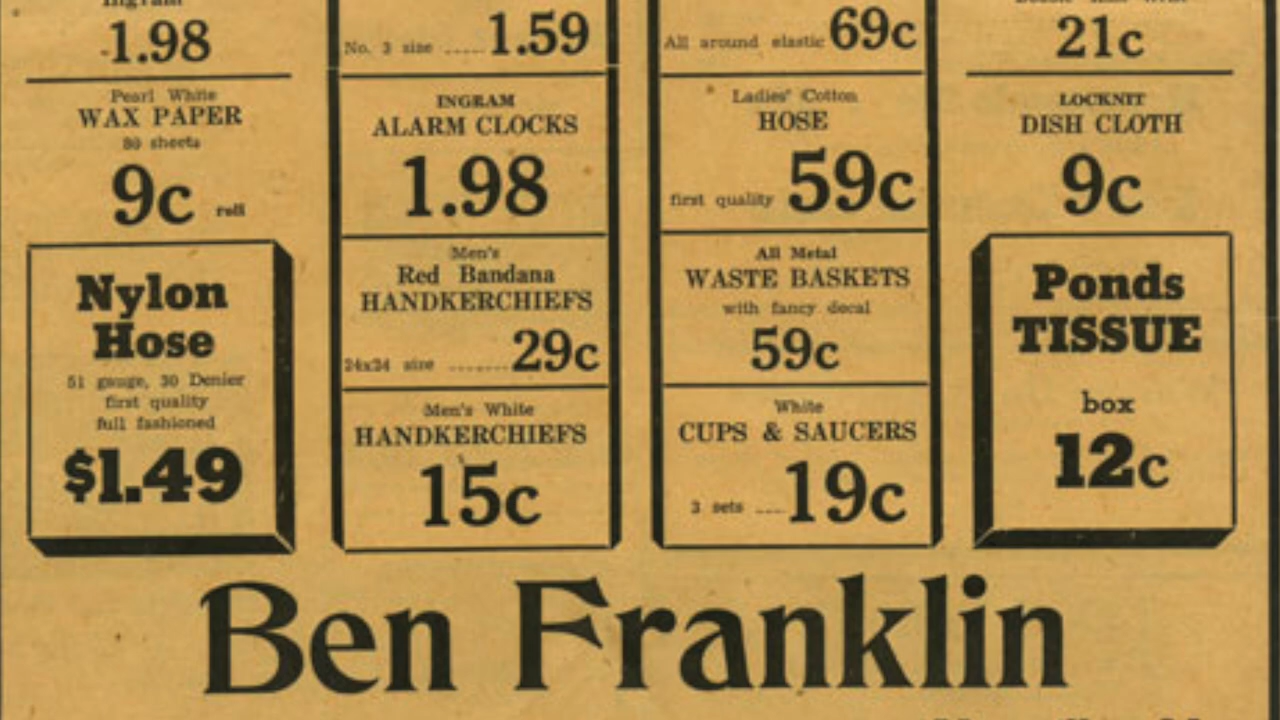 Ingram
1.98
Pearl White
WAX PAPER
80 sheets
9c roll
Nylon
Hose
51 gauge, 30 Denier
first quality
full fashioned
$1.49
No. 3 size ..... 1.59
INGRAM
ALARM CLOCKS
1.98
Men's
Red Bandana
HANDKERCHIEFS
24x24 size ....... 29c
Men's White
HANDKERCHIEFS
15c
All around elastic 69c
Ladies' Cotton
HOSE
first quality 59c
All Metal
WASTE BASKETS
with fancy decal
59c
White
CUPS & SAUCERS
3 sets .... 19c
21c
LOCKNIT
DISH CLOTH
9c
Ponds
TISSUE
box
12c
Ben Franklin